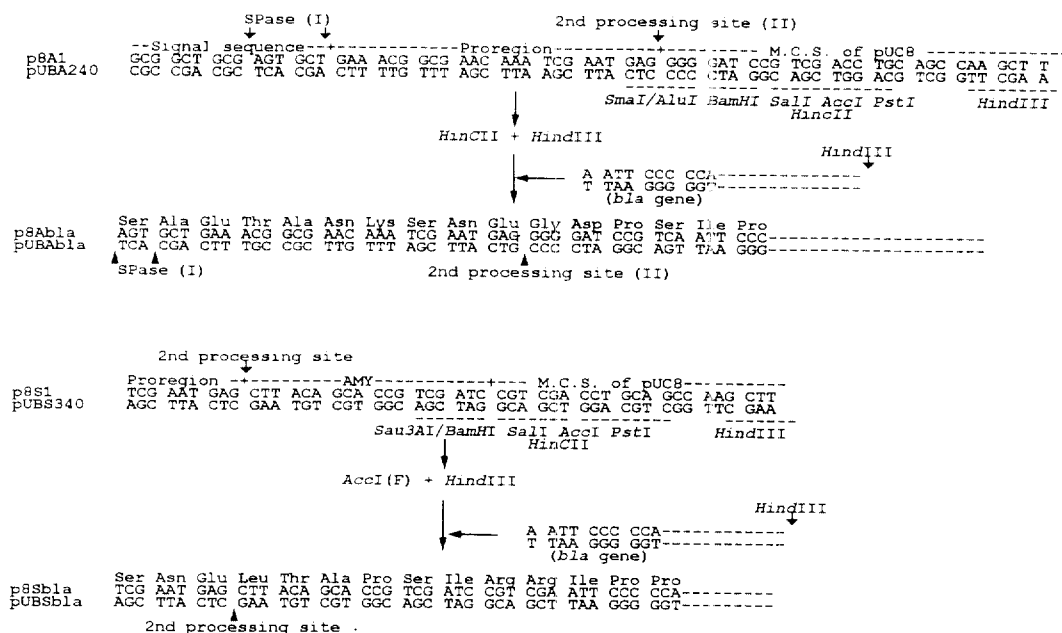 SPase (I) 2nd processing site (II)
p8A1 --Signal sequence---+------------Proregion------------+--- M.C.S. of pUC8 --------
GCG GCT GCG AGT GCT GAA ACG GCG AAC AAA TCG AAT GAG GGG GAT CCG TCG ACC TGC AGC CAA GCT T
pUBA240 CGC CGA CGC TCA CGA CTT TTG TTT AGC TTA AGC TTA CTC CCC CTA GGC AGC TGG ACG TCG GTT CGA A
SmaI/AluI BamHI SalI AccI PstI HindIII
HincII
HinCII + HindIII
HindIII
A ATT CCC CCA----------------
T TAA GGG GGT----------------
(bla gene)
Ser Ala Glu Thr Ala Asn Lys Ser Asn Glu Gly Asp Pro Ser Ile Pro
p8Abla AGT GCT GAA ACG GCG AAC AAA TCG AAT GAG GGG GAT CCG TCA ATT CCC----------------
pUBAbla TCA CGA CTT TGC CGC TTG TTT AGC TTA CTG CCC CTA GGC AGT TAA GGG----------------
SPase (I) 2nd processing site (II)
2nd processing site
Proregion -+---------AMY------------+--- M.C.S. of pUC8--------
p8S1 TCG AAT GAG CTT ACA GCA CCG TCG ATC CGT CGA CCT GCA GCC AAG CTT
pUBS340 AGC TTA CTC GAA TGT CGT GGC AGC TAG GCA GCT GGA CGT CGG TTC GAA
Sau3AI/BamHI SalI AccI PstI HindIII
HinCII
AccI(F) + HindIII
HindIII
A ATT CCC CCA--------------
T TAA GGG GGT--------------
(bla gene)
Ser Asn Glu Leu Thr Ala Pro Ser Ile Arg Arg Ile Pro Pro
p8Sbla TCG AAT GAG CTT ACA GCA CCG TCG ATC CGT CGA ATT CCC CCA----------
pUBSbla AGC TTA CTC GAA TGT CGT GGC AGC TAG GCA GCT TAA GGG GGT----------
2nd processing site .